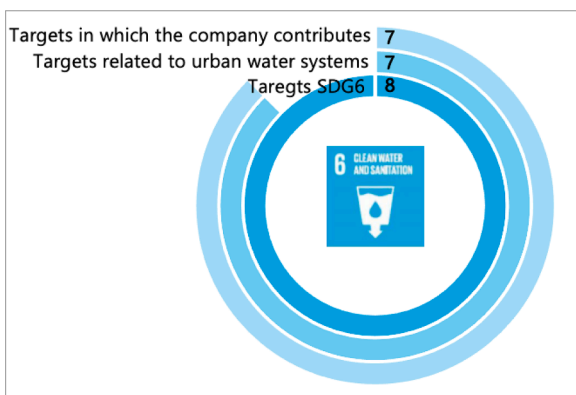 Targets in which the company contributes 7
Targets related to urban water systems 7
Taregts SDG6 8
6 CLEAN WATER
AND SANITATION